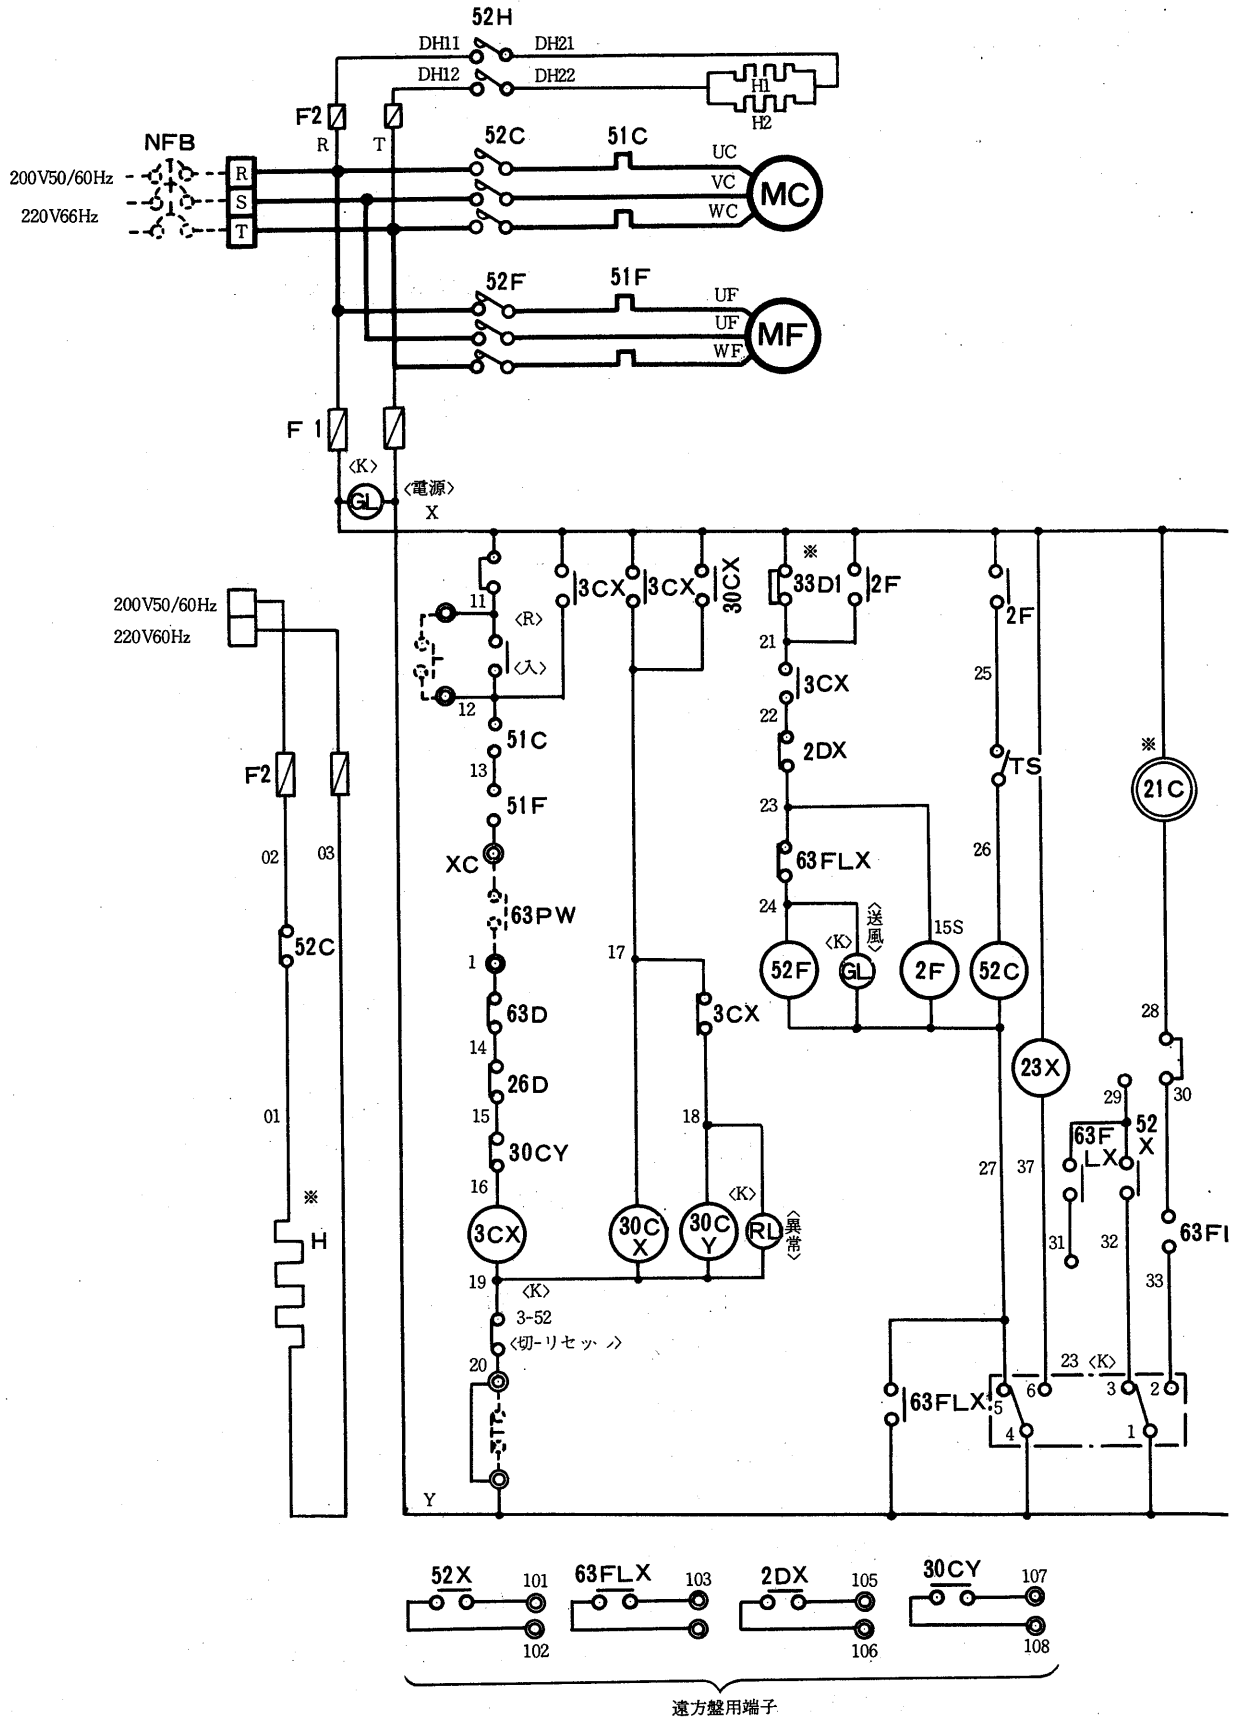 52H
DH11
DH21
DH12
DH22
H1
H2
F2
R
T
NFB
200V50/60Hz
220V66Hz
R
S
T
52C
51C
UC
VC
WC
MC
52F
51F
UF
UF
WF
MF
F1
〈K〉
GL
〈電源〉
X
200V50/60Hz
220V60Hz
11
〈R〉
〈入〉
12
3CX
3CX
30CX
※
33D1
2F
21
3CX
22
2DX
23
2F
25
TS
26
※
21C
51C
13
51F
XC
63PW
1
63D
14
26D
15
30CY
16
3CX
19
〈K〉
3-52
〈切-リセット〉
20
F2
02
03
52C
01
※
H
17
3CX
18
30C
X
30C
Y
〈K〉
RL
〈異常〉
63FLX
24
〈K〉
GL
〈送風〉
15S
52F
2F
52C
23X
28
29
30
63F
LX
52
X
27
37
31
32
63FI
33
63FLX
23 〈K〉
5
6
4
3
2
1
Y
52X
101
102
63FLX
103
2DX
105
106
30CY
107
108
遠方盤用端子